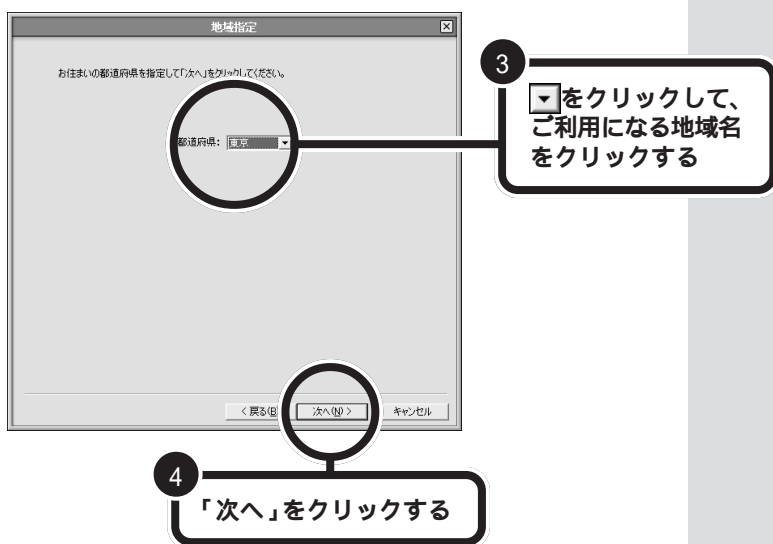 地域指定
お住まいの都道府県を指定して「次へ」をクリックしてください。
都道府県: 東京
3
をクリックして、
ご利用になる地域名
をクリックする
< 戻る(B) 次へ(N) > キャンセル
4
「次へ」をクリックする